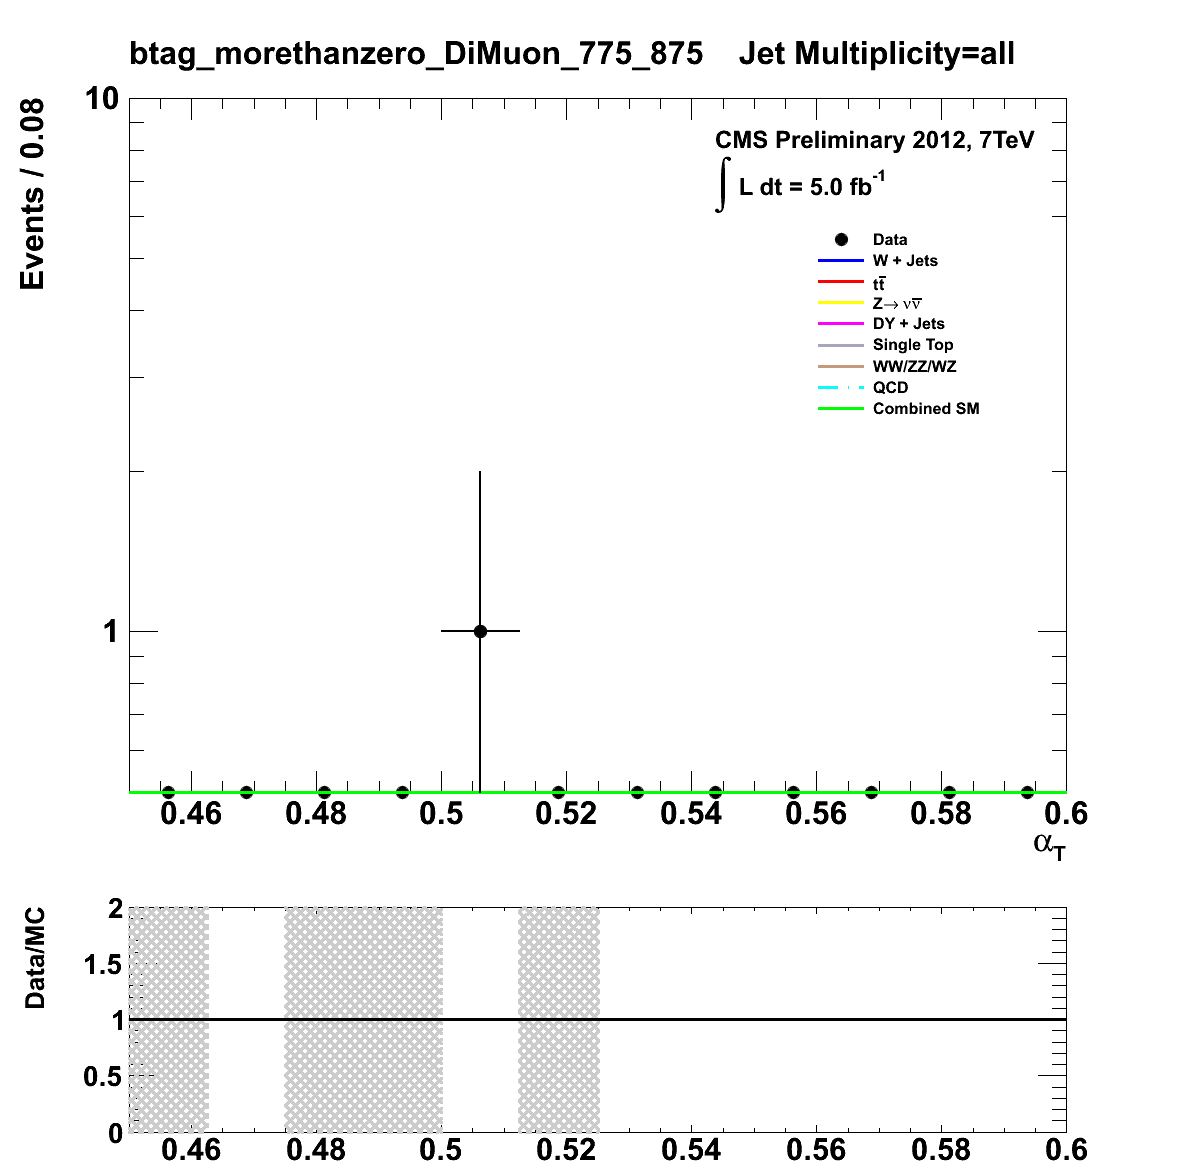 btag_morethanzero_DiMuon_775_875 Jet Multiplicity=all
Events / 0.08
10
1
CMS Preliminary 2012, 7TeV
∫ L dt = 5.0 fb⁻¹
Data
W + Jets
tt̅
Z→ νν̅
DY + Jets
Single Top
WW/ZZ/WZ
QCD
Combined SM
0.46 0.48 0.5 0.52 0.54 0.56 0.58 0.6
α_T
Data/MC
2
1.5
1
0.5
0
0.46 0.48 0.5 0.52 0.54 0.56 0.58 0.6